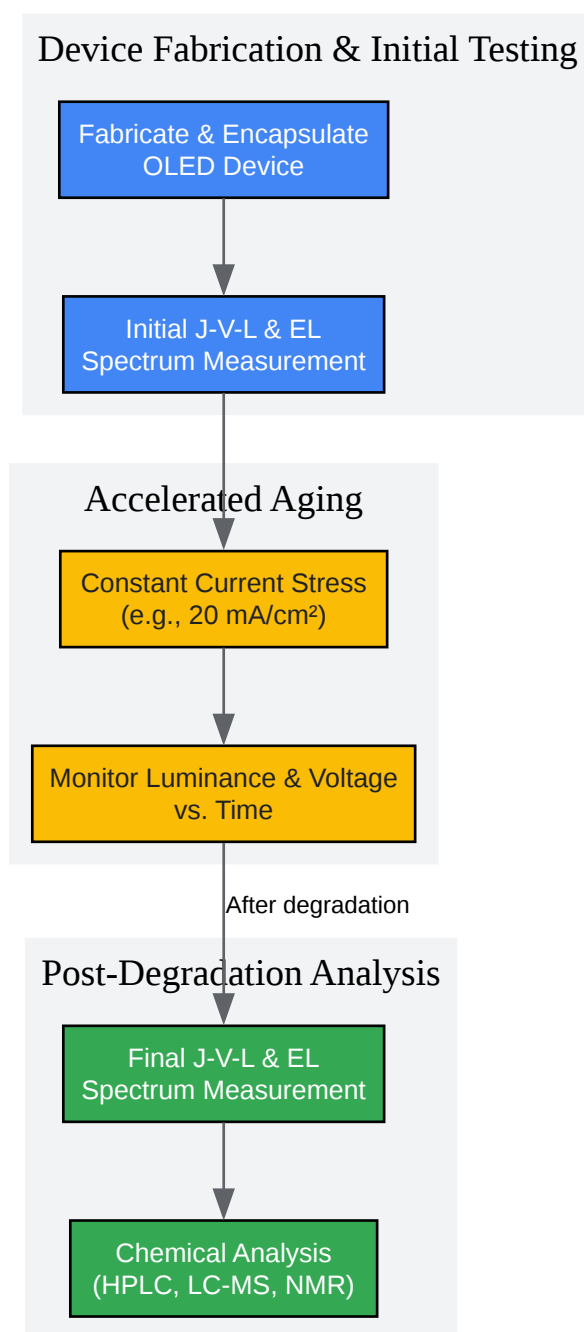 Device Fabrication & Initial Testing
Fabricate & Encapsulate
OLED Device
Initial J-V-L & EL
Spectrum Measurement
Accelerated Aging
Constant Current Stress
(e.g., 20 mA/cm²)
Monitor Luminance & Voltage
vs. Time
After degradation
Post-Degradation Analysis
Final J-V-L & EL
Spectrum Measurement
Chemical Analysis
(HPLC, LC-MS, NMR)